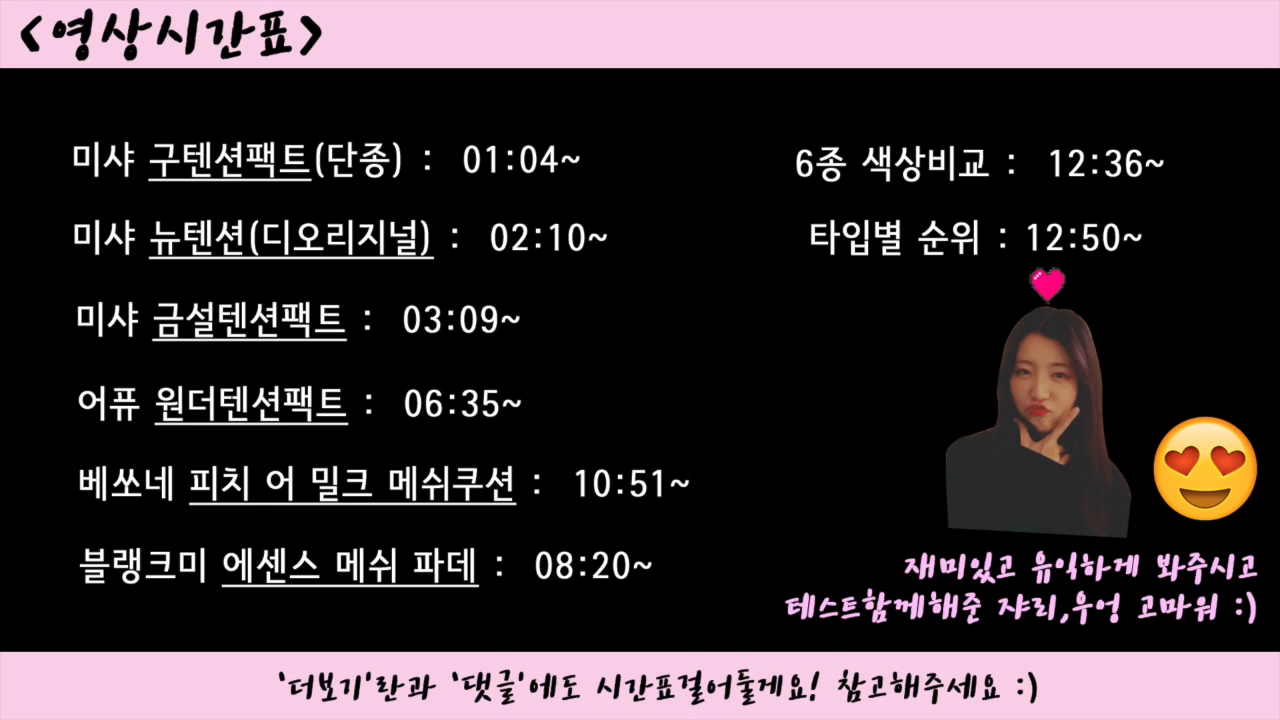 <영상시간표>
미샤 구텐션팩트(단종) : 01:04~
미샤 뉴텐션(디오리지널) : 02:10~
미샤 금설텐션팩트 : 03:09~
어퓨 원더텐션팩트 : 06:35~
베쏘네 피치 어 밀크 메쉬쿠션 : 10:51~
블랭크미 에센스 메쉬 파데 : 08:20~
6종 색상비교 : 12:36~
타입별 순위 : 12:50~
재미있고 유익하게 봐주시고
테스트함께해준 쟈리,우엉 고마워 :)
'더보기'란과 '댓글'에도 시간표걸어둘게요! 참고해주세요 :)